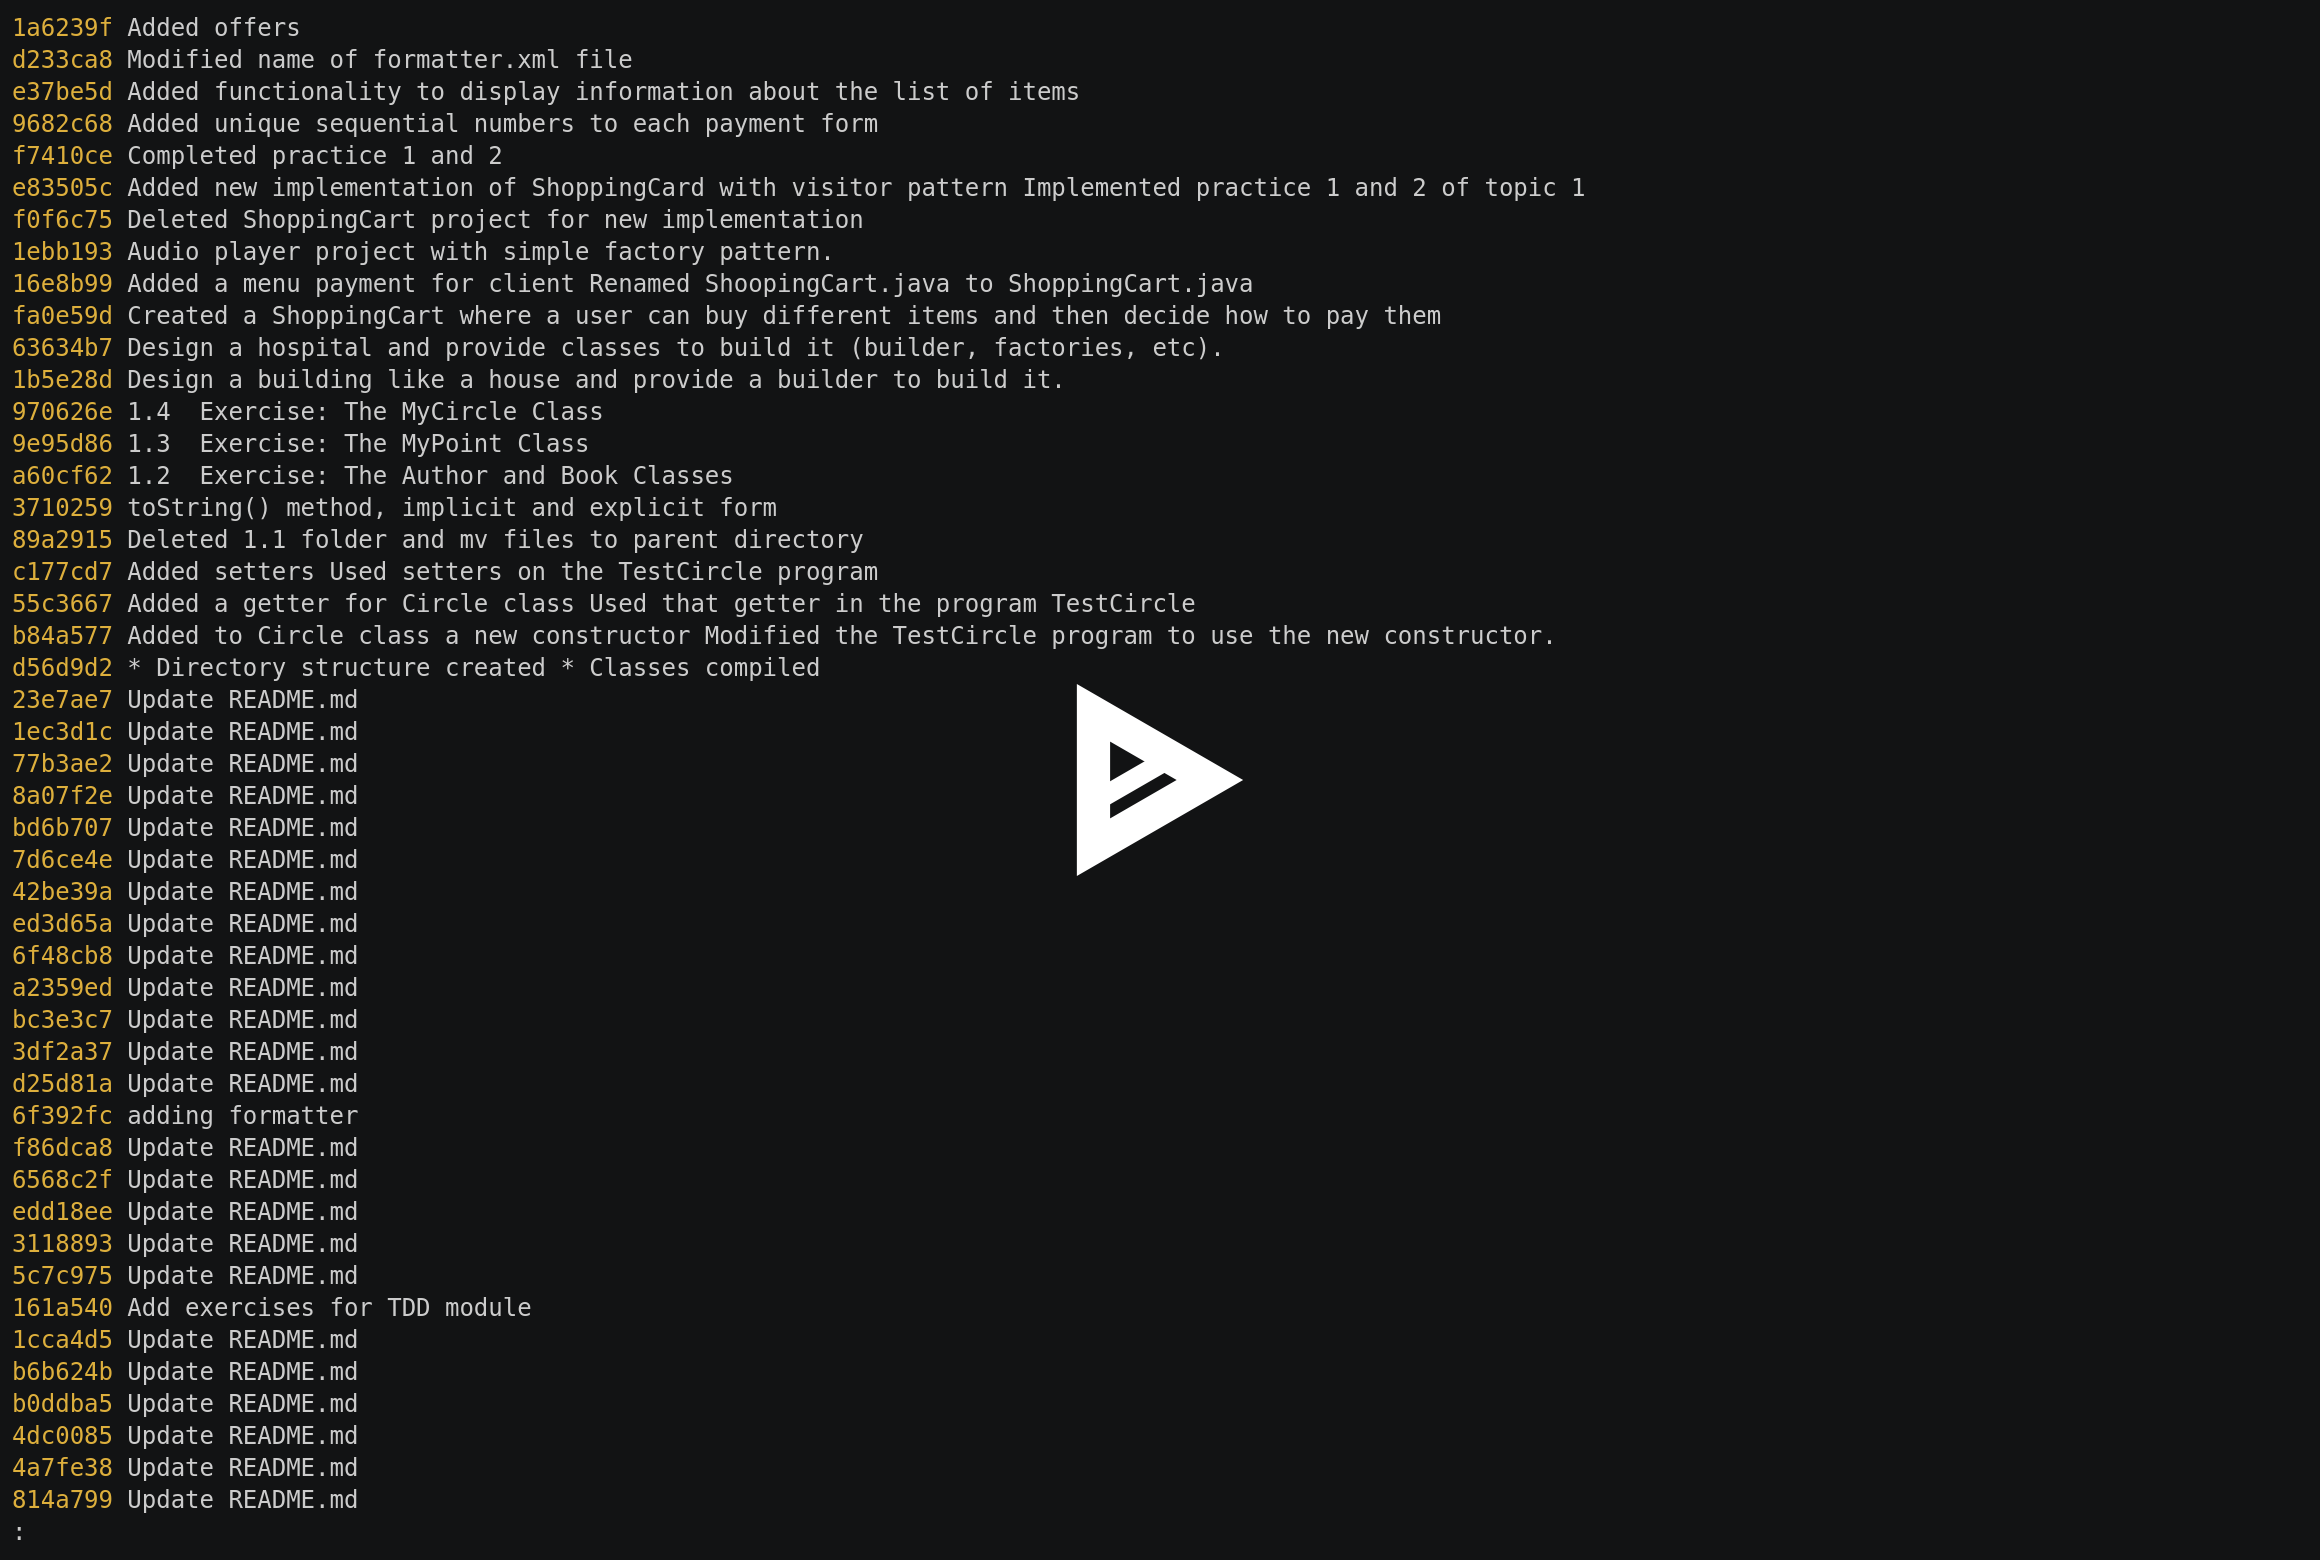 1a6239f Added offers
d233ca8 Modified name of formatter.xml file
e37be5d Added functionality to display information about the list of items
9682c68 Added unique sequential numbers to each payment form
f7410ce Completed practice 1 and 2
e83505c Added new implementation of ShoppingCard with visitor pattern Implemented practice 1 and 2 of topic 1
f0f6c75 Deleted ShoppingCart project for new implementation
1ebb193 Audio player project with simple factory pattern.
16e8b99 Added a menu payment for client Renamed ShoopingCart.java to ShoppingCart.java
fa0e59d Created a ShoppingCart where a user can buy different items and then decide how to pay them
63634b7 Design a hospital and provide classes to build it (builder, factories, etc).
1b5e28d Design a building like a house and provide a builder to build it.
970626e 1.4  Exercise: The MyCircle Class
9e95d86 1.3  Exercise: The MyPoint Class
a60cf62 1.2  Exercise: The Author and Book Classes
3710259 toString() method, implicit and explicit form
89a2915 Deleted 1.1 folder and mv files to parent directory
c177cd7 Added setters Used setters on the TestCircle program
55c3667 Added a getter for Circle class Used that getter in the program TestCircle
b84a577 Added to Circle class a new constructor Modified the TestCircle program to use the new constructor.
d56d9d2 * Directory structure created * Classes compiled
23e7ae7 Update README.md
1ec3d1c Update README.md
77b3ae2 Update README.md
8a07f2e Update README.md
bd6b707 Update README.md
7d6ce4e Update README.md
42be39a Update README.md
ed3d65a Update README.md
6f48cb8 Update README.md
a2359ed Update README.md
bc3e3c7 Update README.md
3df2a37 Update README.md
d25d81a Update README.md
6f392fc adding formatter
f86dca8 Update README.md
6568c2f Update README.md
edd18ee Update README.md
3118893 Update README.md
5c7c975 Update README.md
161a540 Add exercises for TDD module
1cca4d5 Update README.md
b6b624b Update README.md
b0ddba5 Update README.md
4dc0085 Update README.md
4a7fe38 Update README.md
814a799 Update README.md
: